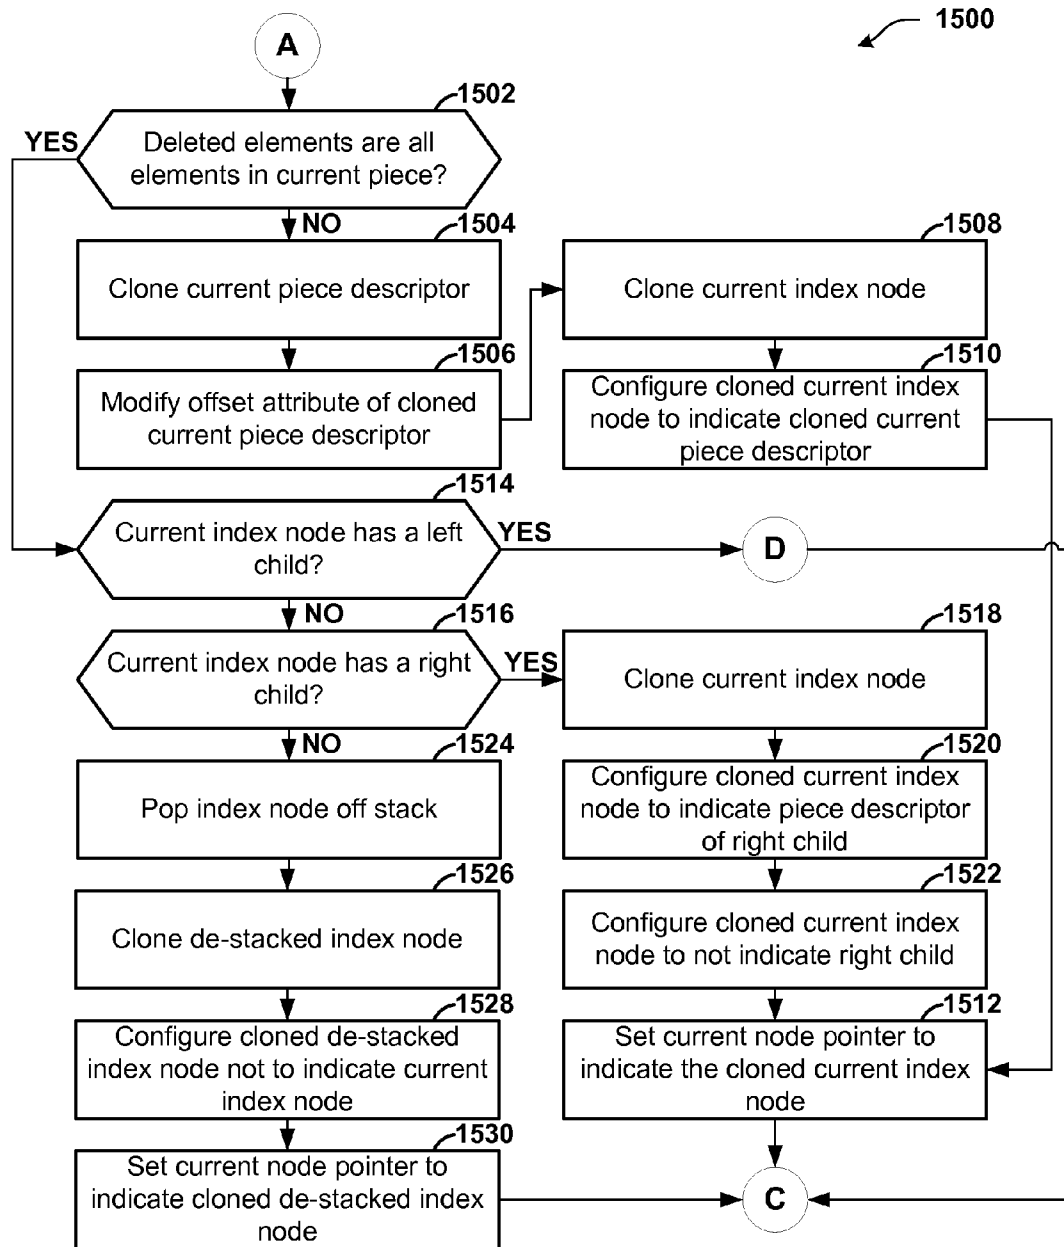 1500
A
1502
YES
Deleted elements are all
elements in current piece?
NO
1504
Clone current piece descriptor
1508
Clone current index node
1506
Modify offset attribute of cloned
current piece descriptor
1510
Configure cloned current index
node to indicate cloned current
piece descriptor
1514
Current index node has a left
child?
YES
D
NO
1516
Current index node has a right
child?
YES
1518
Clone current index node
NO
1524
Pop index node off stack
1520
Configure cloned current index
node to indicate piece descriptor
of right child
1526
Clone de-stacked index node
1522
Configure cloned current index
node to not indicate right child
1528
Configure cloned de-stacked
index node not to indicate current
index node
1512
Set current node pointer to
indicate the cloned current index
node
1530
Set current node pointer to
indicate cloned de-stacked index
node
C